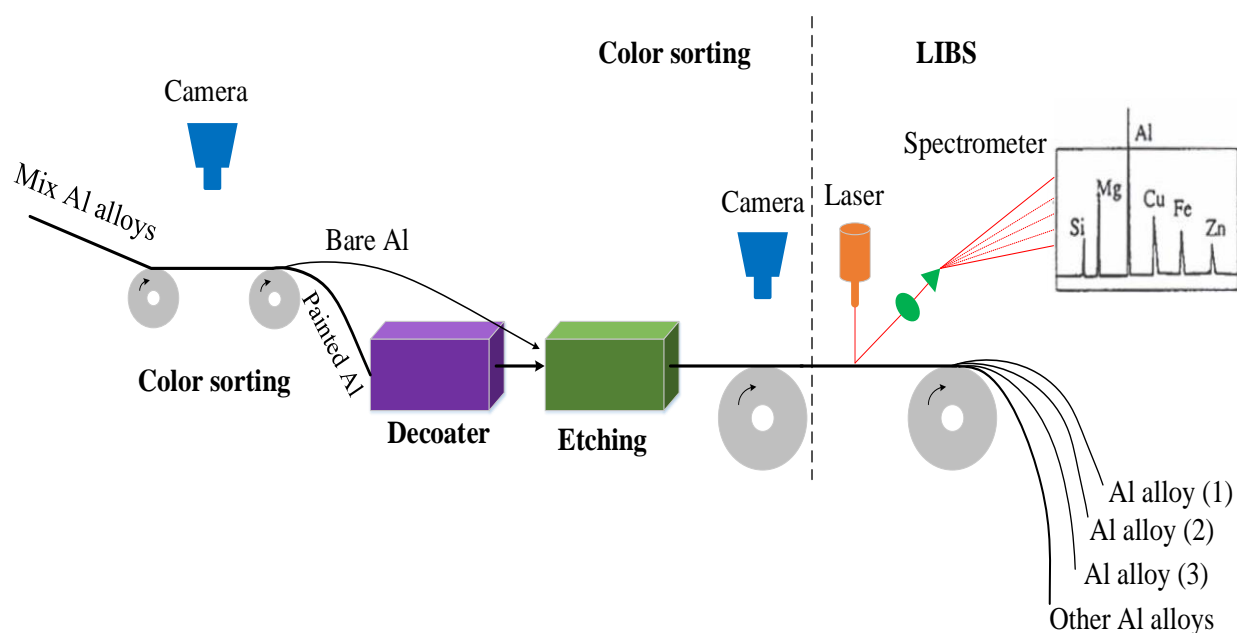 Color sorting
LIBS
Camera
Spectrometer
Al
Mg
Si
Cu
Fe
Zn
Mix Al alloys
Camera
Laser
Bare Al
Painted Al
Color sorting
Decoater
Etching
Al alloy (1)
Al alloy (2)
Al alloy (3)
Other Al alloys